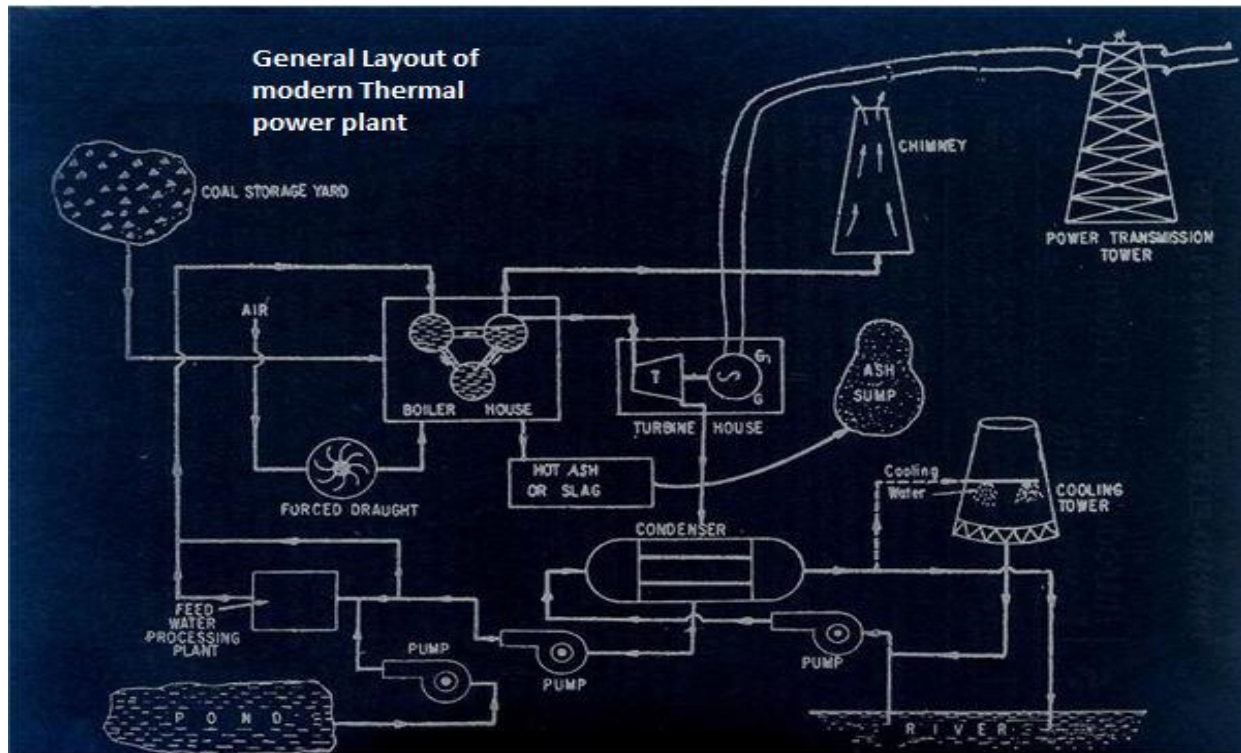 General Layout of
modern Thermal
power plant
COAL STORAGE YARD
CHIMNEY
POWER TRANSMISSION
TOWER
AIR
BOILER HOUSE
T
G
G
TURBINE HOUSE
ASH
SUMP
FORCED DRAUGHT
HOT ASH
OR SLAG
Cooling
Water
COOLING
TOWER
CONDENSER
FEED
WATER
PROCESSING
PLANT
PUMP
PUMP
PUMP
POND
RIVER